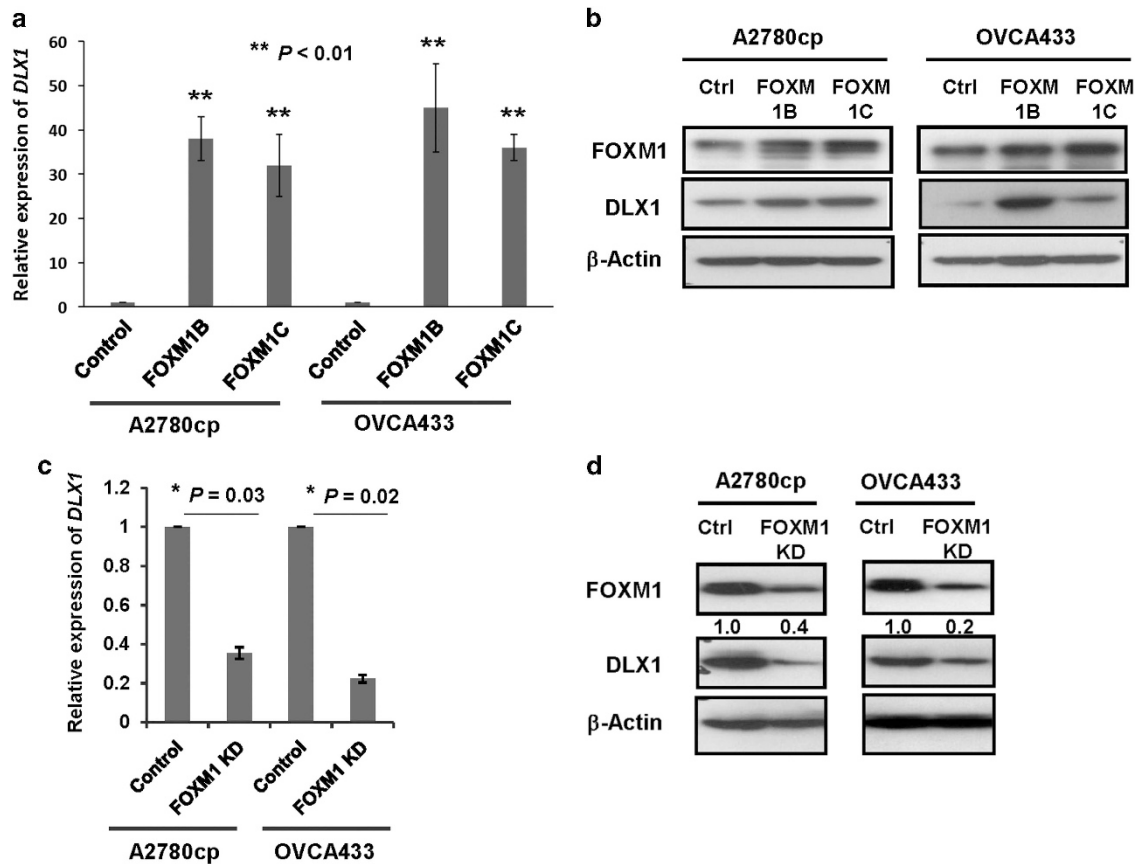 a
Relative expression of DLX1
60
50
40
30
20
10
0
** P < 0.01
**
**
**
**
Control
FOXM1B
FOXM1C
Control
FOXM1B
FOXM1C
A2780cp
OVCA433
b
A2780cp
OVCA433
Ctrl
FOXM
1B
FOXM
1C
Ctrl
FOXM
1B
FOXM
1C
FOXM1
DLX1
β-Actin
c
Relative expression of DLX1
1.2
1
0.8
0.6
0.4
0.2
0
* P = 0.03
* P = 0.02
Control
FOXM1 KD
Control
FOXM1 KD
A2780cp
OVCA433
d
A2780cp
OVCA433
Ctrl
FOXM1
KD
Ctrl
FOXM1
KD
FOXM1
1.0 0.4
1.0 0.2
DLX1
β-Actin